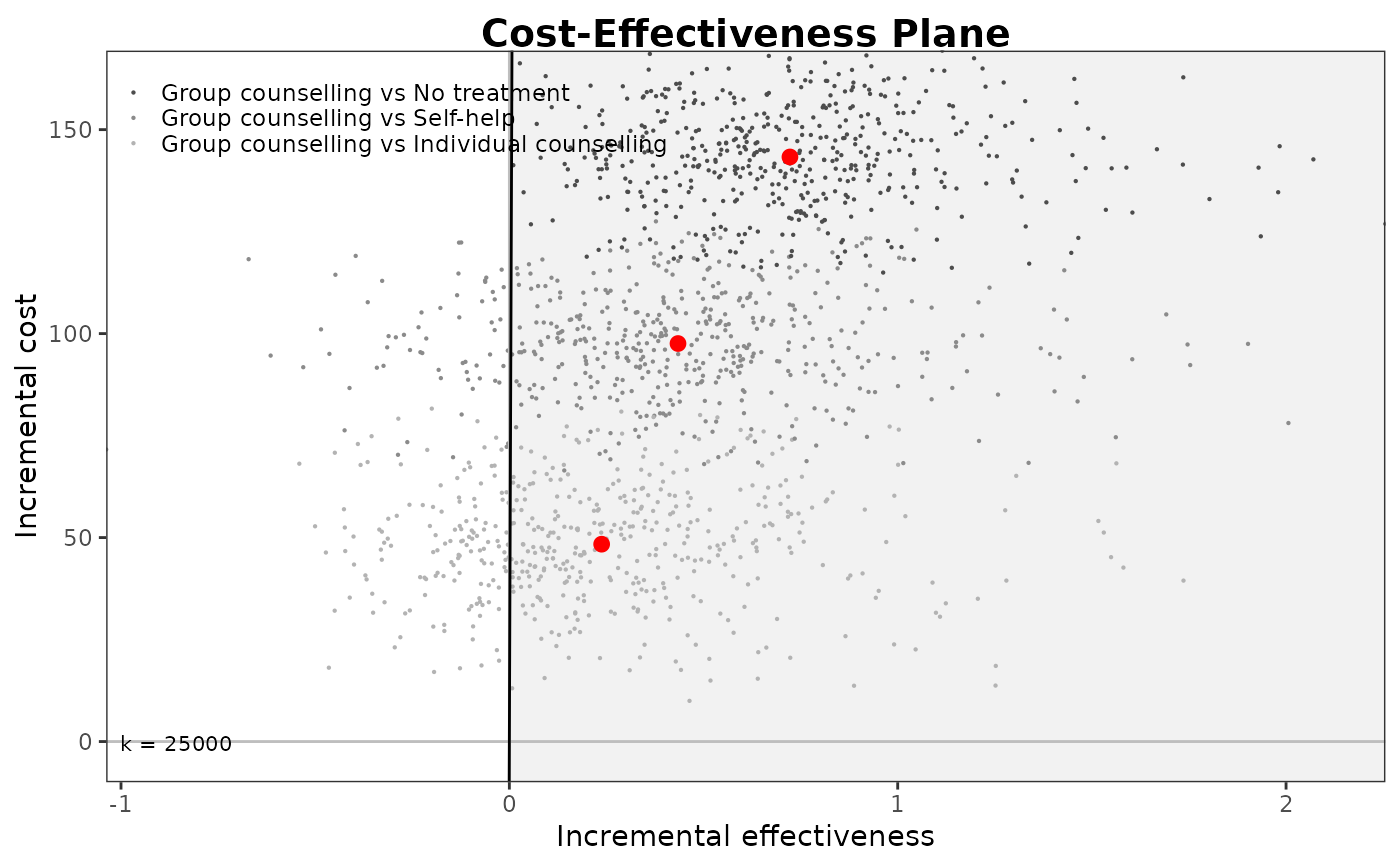 Cost-Effectiveness Plane
Group counselling vs No treatment
Group counselling vs Self-help
Group counselling vs Individual counselling
150
100
50
0
k = 25000
-1
0
1
2
Incremental cost
Incremental effectiveness